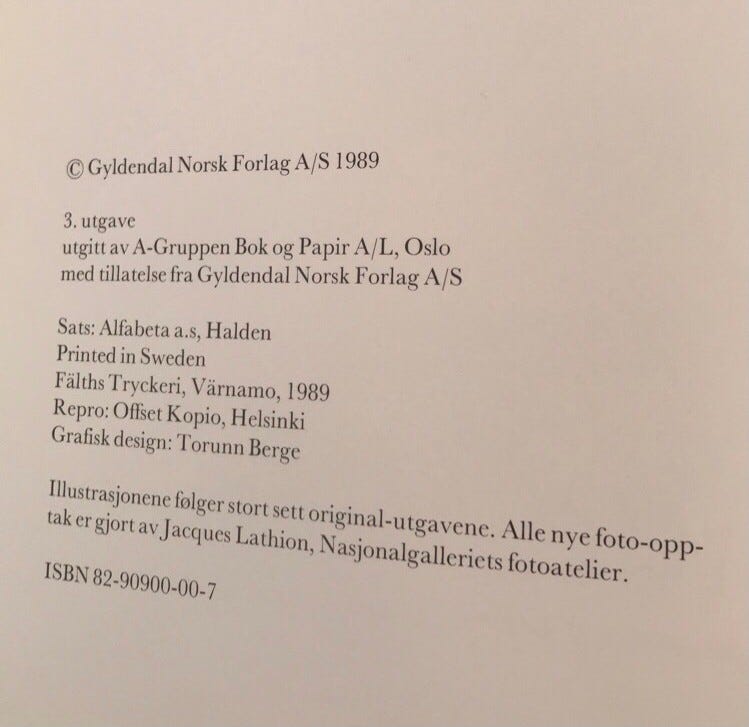 © Gyldendal Norsk Forlag A/S 1989
3. utgave
utgitt av A-Gruppen Bok og Papir A/L, Oslo
med tillatelse fra Gyldendal Norsk Forlag A/S
Sats: Alfabeta a.s, Halden
Printed in Sweden
Fälths Tryckeri, Värnamo, 1989
Repro: Offset Kopio, Helsinki
Grafisk design: Torunn Berge
Illustrasjonene følger stort sett original-utgavene. Alle nye foto-opp-
tak er gjort av Jacques Lathion, Nasjonalgalleriets fotoatelier.
ISBN 82-90900-00-7